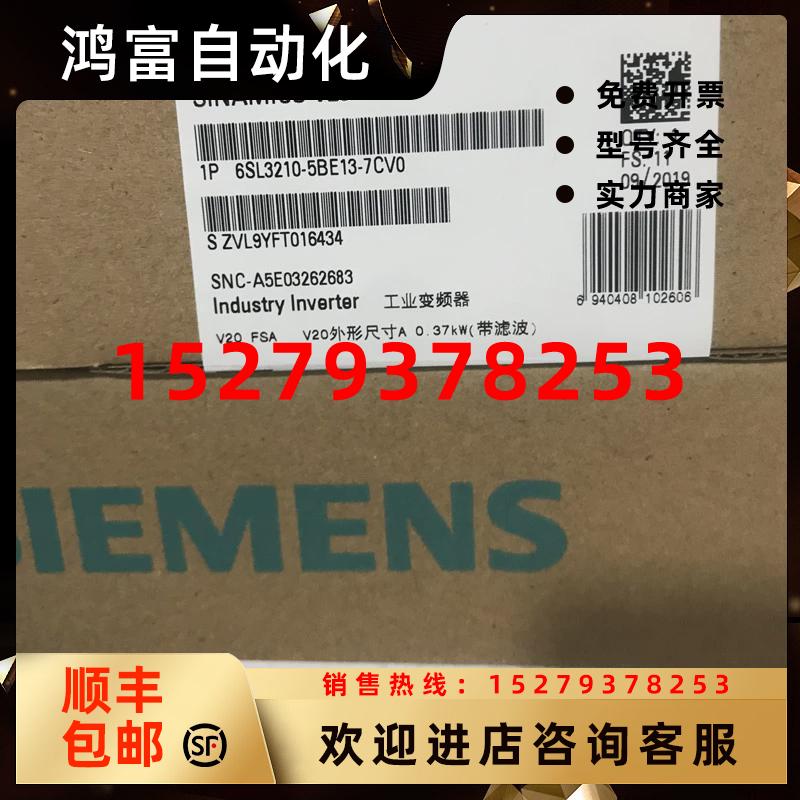 鸿富自动化
免费开票
型号齐全
实力商家
1P 6SL3210-5BE13-7CV0
FS: 11
09/2019
S ZVL9YFT016434
SNC-A5E03262683
Industry Inverter 工业变频器
6 940408 102606
V20 FSA V20外形尺寸A 0.37kW(带滤波)
15279378253
SIEMENS
顺丰
包邮
SF
销售热线: 15279378253
欢迎进店咨询客服